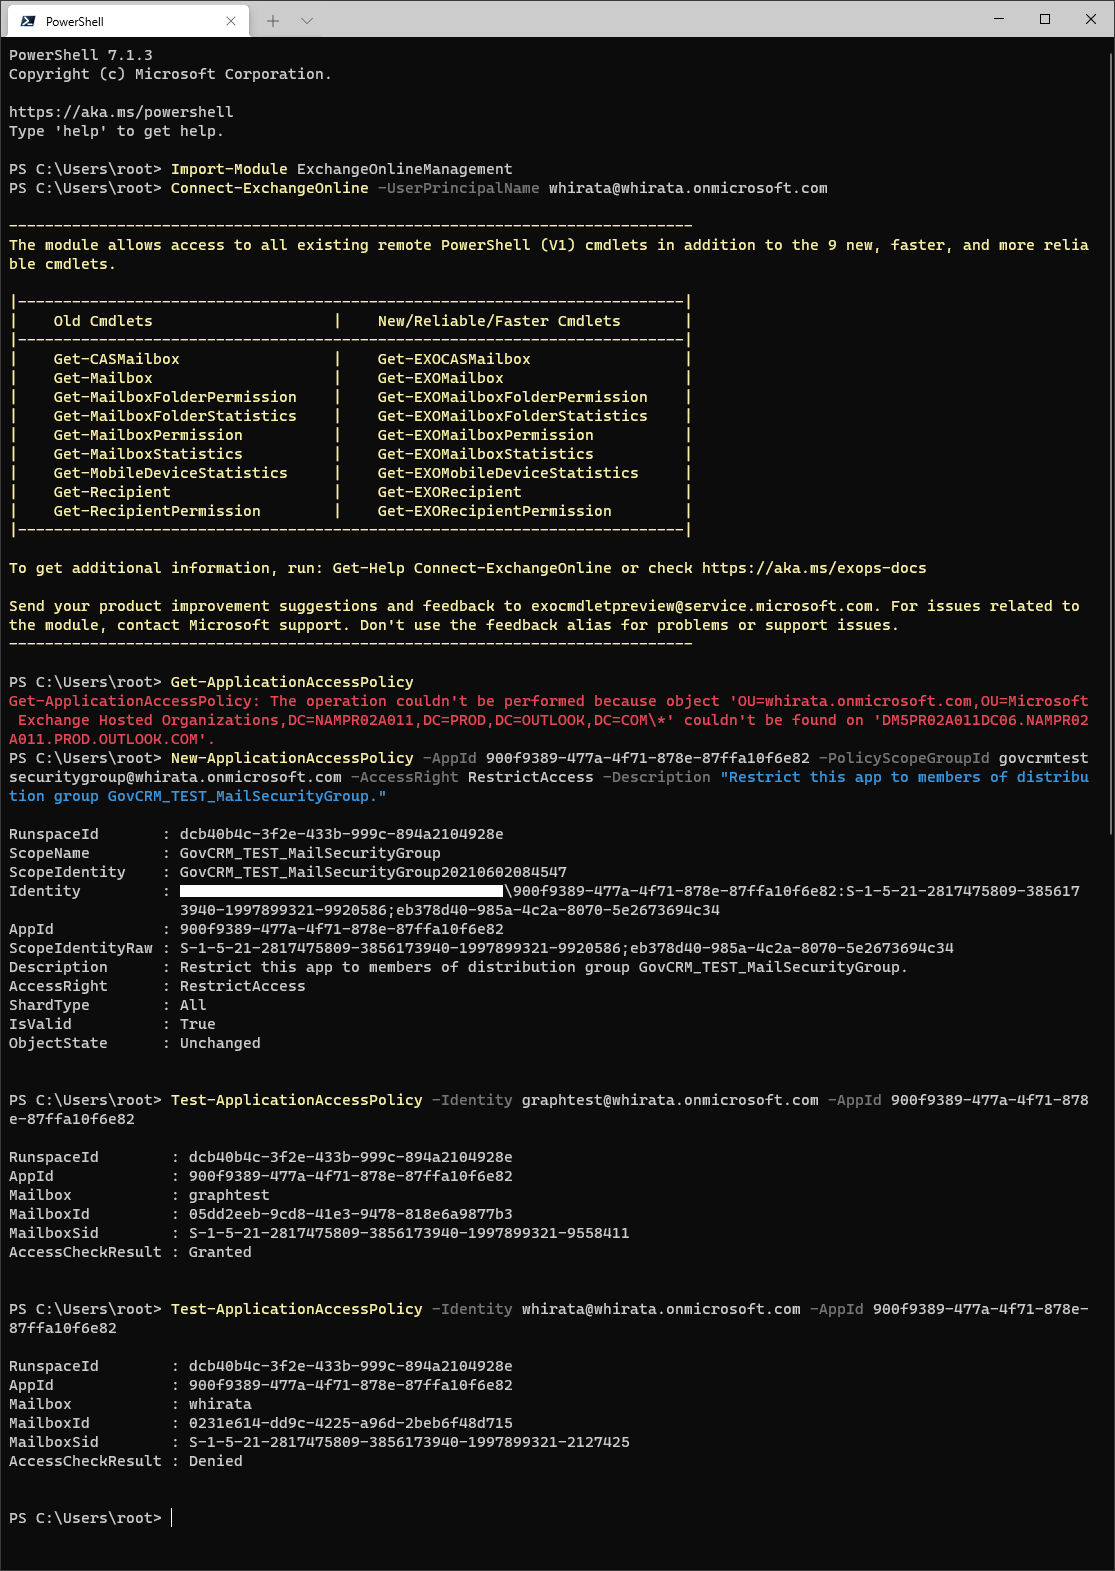 PowerShell
PowerShell 7.1.3
Copyright (c) Microsoft Corporation.
https://aka.ms/powershell
Type 'help' to get help.
PS C:\Users\root> Import-Module ExchangeOnlineManagement
PS C:\Users\root> Connect-ExchangeOnline -UserPrincipalName whirata@whirata.onmicrosoft.com
----------------------------------------------------------------------------
The module allows access to all existing remote PowerShell (V1) cmdlets in addition to the 9 new, faster, and more relia
ble cmdlets.
|--------------------------------------------------------------------------|
|    Old Cmdlets                    |    New/Reliable/Faster Cmdlets       |
|--------------------------------------------------------------------------|
|    Get-CASMailbox                 |    Get-EXOCASMailbox                 |
|    Get-Mailbox                    |    Get-EXOMailbox                    |
|    Get-MailboxFolderPermission    |    Get-EXOMailboxFolderPermission    |
|    Get-MailboxFolderStatistics    |    Get-EXOMailboxFolderStatistics    |
|    Get-MailboxPermission          |    Get-EXOMailboxPermission          |
|    Get-MailboxStatistics          |    Get-EXOMailboxStatistics          |
|    Get-MobileDeviceStatistics     |    Get-EXOMobileDeviceStatistics     |
|    Get-Recipient                  |    Get-EXORecipient                  |
|    Get-RecipientPermission        |    Get-EXORecipientPermission        |
|--------------------------------------------------------------------------|
To get additional information, run: Get-Help Connect-ExchangeOnline or check https://aka.ms/exops-docs
Send your product improvement suggestions and feedback to exocmdletpreview@service.microsoft.com. For issues related to
the module, contact Microsoft support. Don't use the feedback alias for problems or support issues.
----------------------------------------------------------------------------
PS C:\Users\root> Get-ApplicationAccessPolicy
Get-ApplicationAccessPolicy: The operation couldn't be performed because object 'OU=whirata.onmicrosoft.com,OU=Microsoft
 Exchange Hosted Organizations,DC=NAMPR02A011,DC=PROD,DC=OUTLOOK,DC=COM\*' couldn't be found on 'DM5PR02A011DC06.NAMPR02
A011.PROD.OUTLOOK.COM'.
PS C:\Users\root> New-ApplicationAccessPolicy -AppId 900f9389-477a-4f71-878e-87ffa10f6e82 -PolicyScopeGroupId govcrmtest
securitygroup@whirata.onmicrosoft.com -AccessRight RestrictAccess -Description "Restrict this app to members of distribu
tion group GovCRM_TEST_MailSecurityGroup."
RunspaceId       : dcb40b4c-3f2e-433b-999c-894a2104928e
ScopeName        : GovCRM_TEST_MailSecurityGroup
ScopeIdentity    : GovCRM_TEST_MailSecurityGroup20210602084547
Identity         : \900f9389-477a-4f71-878e-87ffa10f6e82:S-1-5-21-2817475809-385617
                   3940-1997899321-9920586;eb378d40-985a-4c2a-8070-5e2673694c34
AppId            : 900f9389-477a-4f71-878e-87ffa10f6e82
ScopeIdentityRaw : S-1-5-21-2817475809-3856173940-1997899321-9920586;eb378d40-985a-4c2a-8070-5e2673694c34
Description      : Restrict this app to members of distribution group GovCRM_TEST_MailSecurityGroup.
AccessRight      : RestrictAccess
ShardType        : All
IsValid          : True
ObjectState      : Unchanged
PS C:\Users\root> Test-ApplicationAccessPolicy -Identity graphtest@whirata.onmicrosoft.com -AppId 900f9389-477a-4f71-878
e-87ffa10f6e82
RunspaceId        : dcb40b4c-3f2e-433b-999c-894a2104928e
AppId             : 900f9389-477a-4f71-878e-87ffa10f6e82
Mailbox           : graphtest
MailboxId         : 05dd2eeb-9cd8-41e3-9478-818e6a9877b3
MailboxSid        : S-1-5-21-2817475809-3856173940-1997899321-9558411
AccessCheckResult : Granted
PS C:\Users\root> Test-ApplicationAccessPolicy -Identity whirata@whirata.onmicrosoft.com -AppId 900f9389-477a-4f71-878e-
87ffa10f6e82
RunspaceId        : dcb40b4c-3f2e-433b-999c-894a2104928e
AppId             : 900f9389-477a-4f71-878e-87ffa10f6e82
Mailbox           : whirata
MailboxId         : 0231e614-dd9c-4225-a96d-2beb6f48d715
MailboxSid        : S-1-5-21-2817475809-3856173940-1997899321-2127425
AccessCheckResult : Denied
PS C:\Users\root>